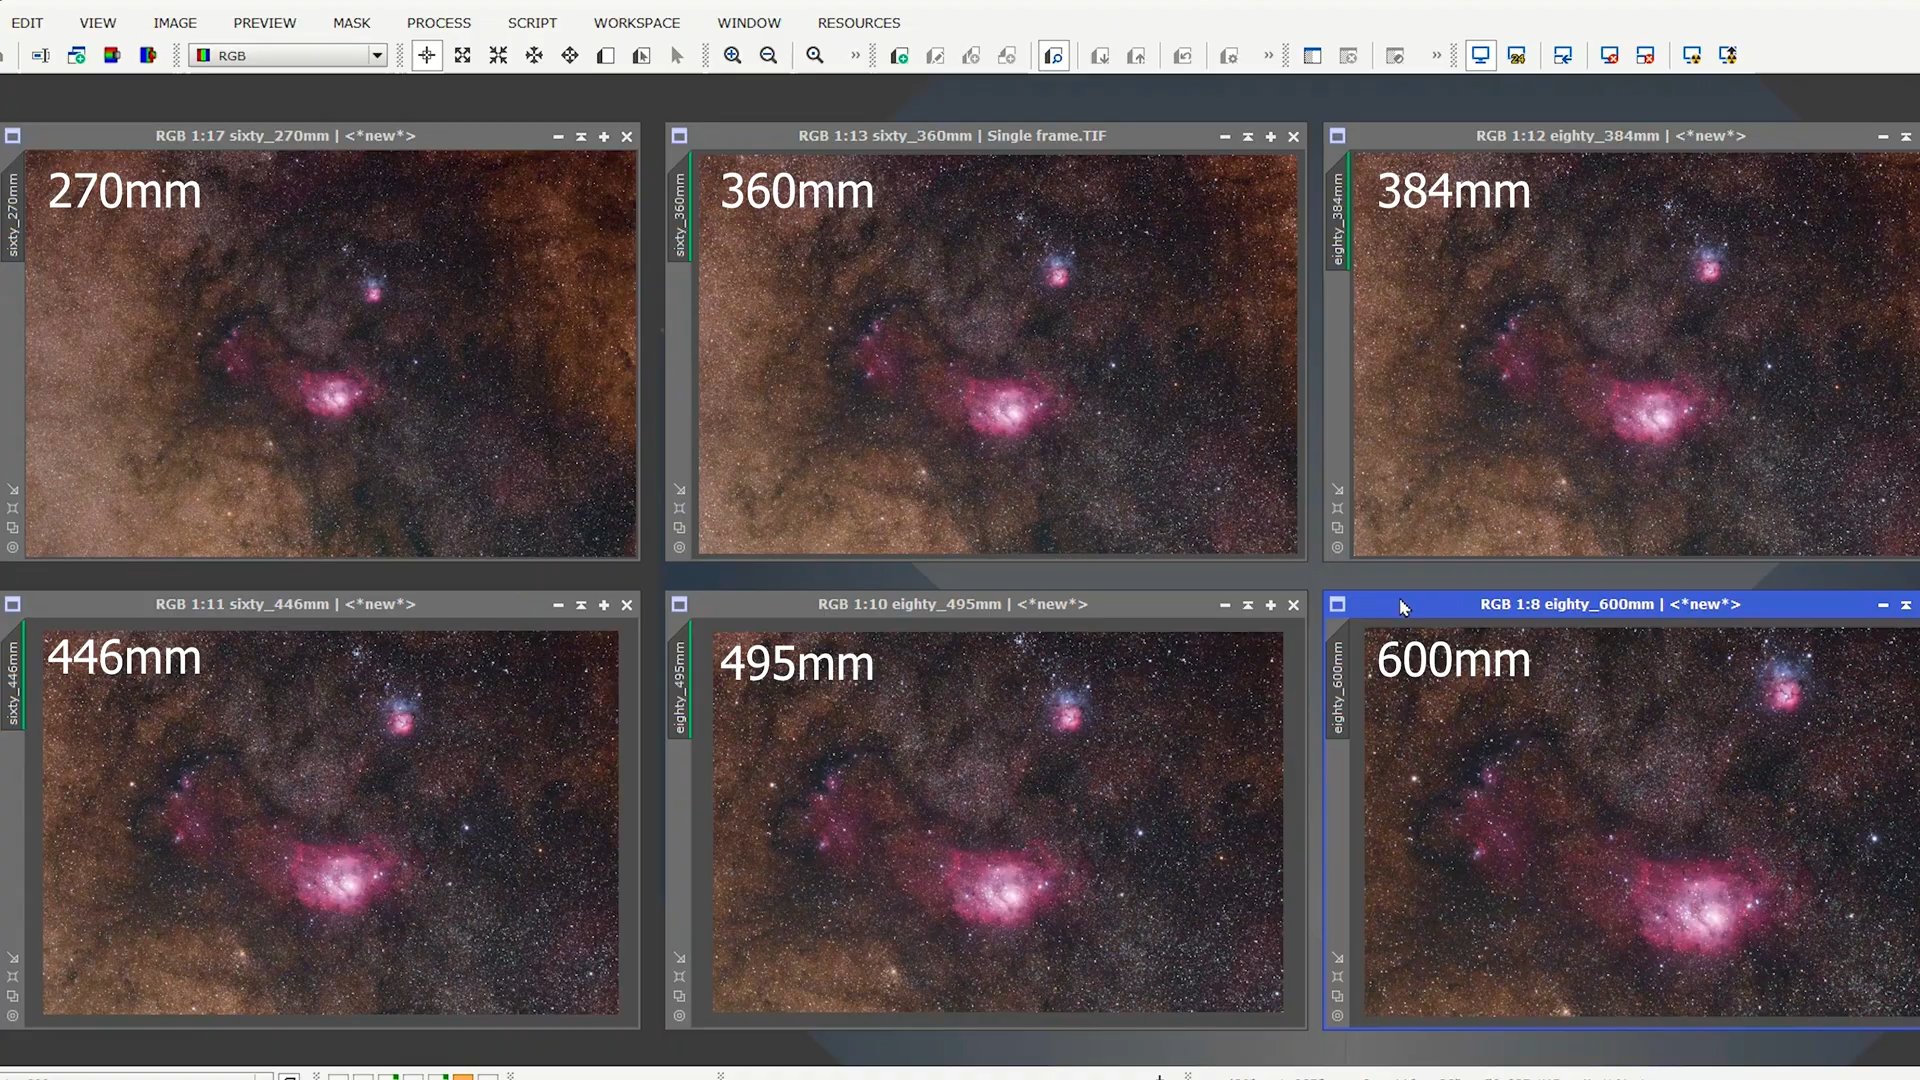 EDIT VIEW IMAGE PREVIEW MASK PROCESS SCRIPT WORKSPACE WINDOW RESOURCES
RGB
24
RGB 1:17 sixty_270mm | <*new*>
RGB 1:13 sixty_360mm | Single frame.TIF
RGB 1:12 eighty_384mm | <*new*>
sixty_270mm
270mm
sixty_360mm
360mm
eighty_384mm
384mm
RGB 1:11 sixty_446mm | <*new*>
RGB 1:10 eighty_495mm | <*new*>
RGB 1:8 eighty_600mm | <*new*>
sixty_446mm
446mm
eighty_495mm
495mm
eighty_600mm
600mm